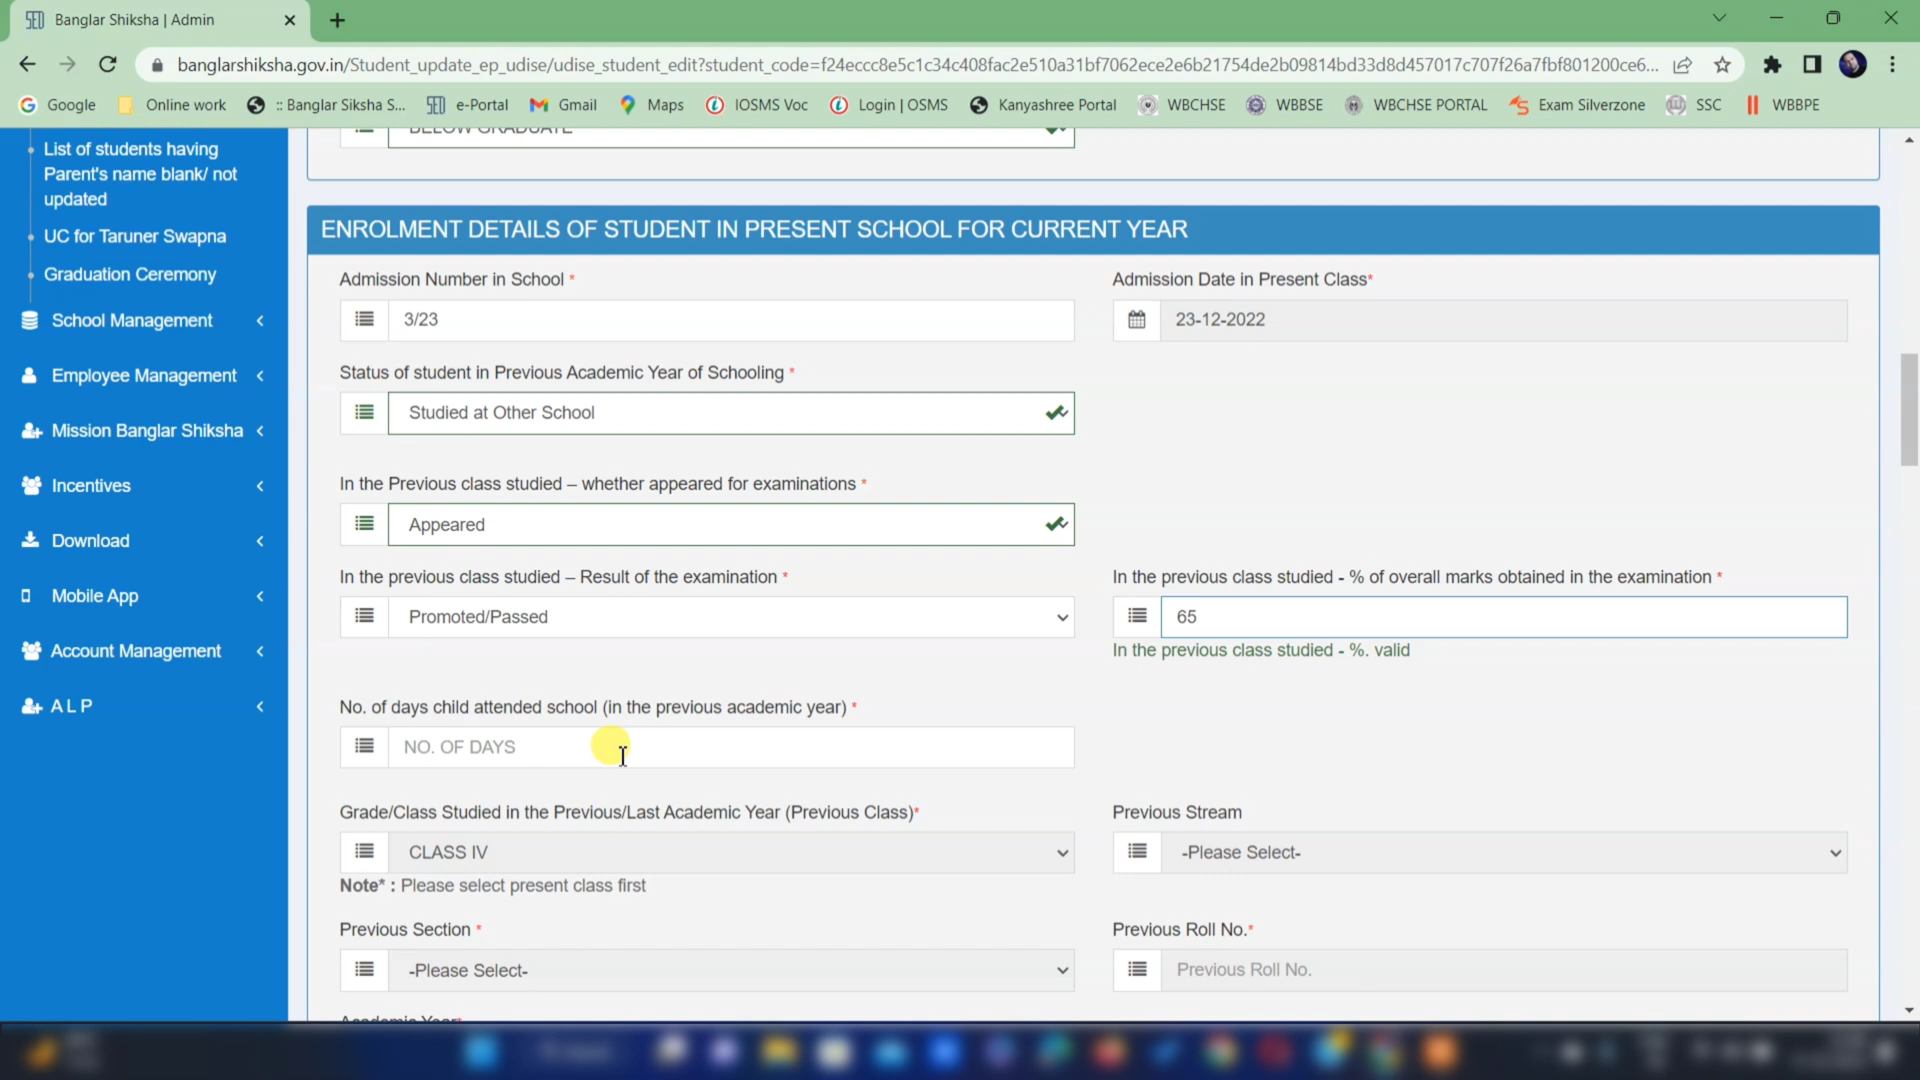 Banglar Shiksha | Admin
banglarshiksha.gov.in/Student_update_ep_udise/udise_student_edit?student_code=f24eccc8e5c1c34c408fac2e510a31bf7062ece2e6b21754de2b09814bd33d8d457017c707f26a7fbf801200ce6...
Google Online work :: Banglar Siksha S... e-Portal Gmail Maps IOSMS Voc Login | OSMS Kanyashree Portal WBCHSE WBBSE WBCHSE PORTAL Exam Silverzone SSC WBBPE
List of students having
Parent's name blank/ not
updated
UC for Taruner Swapna
Graduation Ceremony
School Management
Employee Management
Mission Banglar Shiksha
Incentives
Download
Mobile App
Account Management
A L P
BELOW GRADUATE
ENROLMENT DETAILS OF STUDENT IN PRESENT SCHOOL FOR CURRENT YEAR
Admission Number in School *
3/23
Admission Date in Present Class*
23-12-2022
Status of student in Previous Academic Year of Schooling *
Studied at Other School
In the Previous class studied – whether appeared for examinations *
Appeared
In the previous class studied – Result of the examination *
Promoted/Passed
In the previous class studied - % of overall marks obtained in the examination *
65
In the previous class studied - %. valid
No. of days child attended school (in the previous academic year) *
NO. OF DAYS
Grade/Class Studied in the Previous/Last Academic Year (Previous Class)*
CLASS IV
Note* : Please select present class first
Previous Stream
-Please Select-
Previous Section *
-Please Select-
Previous Roll No.*
Previous Roll No.
Academic Year*